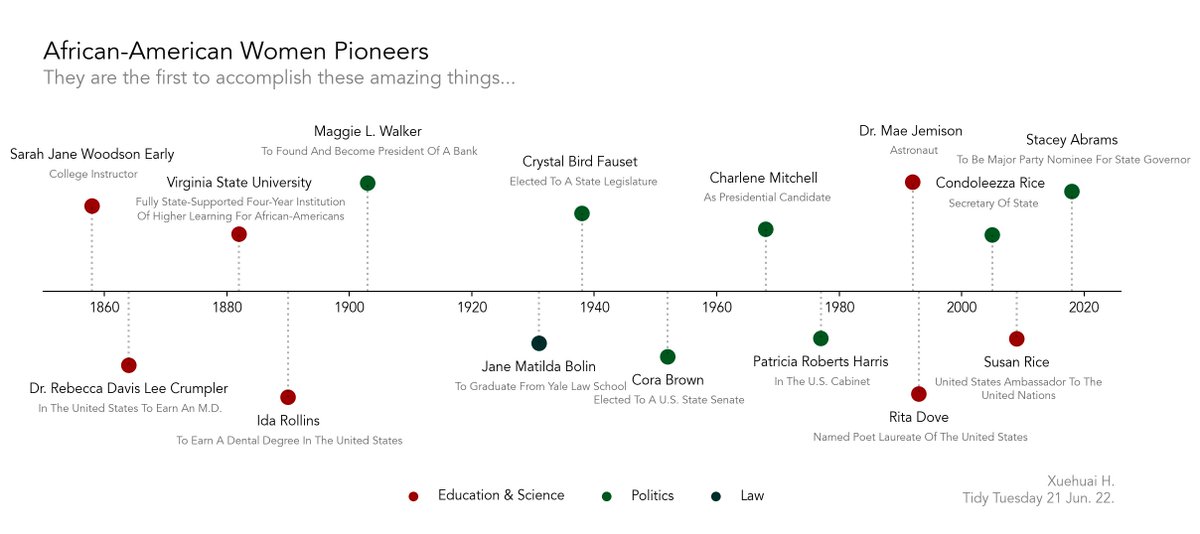 African-American Women Pioneers
They are the first to accomplish these amazing things...
Maggie L. Walker
To Found And Become President Of A Bank
Dr. Mae Jemison
Astronaut
Stacey Abrams
To Be Major Party Nominee For State Governor
Sarah Jane Woodson Early
College Instructor
Crystal Bird Fauset
Elected To A State Legislature
Virginia State University
Fully State-Supported Four-Year Institution
Of Higher Learning For African-Americans
Charlene Mitchell
As Presidential Candidate
Condoleezza Rice
Secretary Of State
1860 1880 1900 1920 1940 1960 1980 2000 2020
Dr. Rebecca Davis Lee Crumpler
In The United States To Earn An M.D.
Ida Rollins
To Earn A Dental Degree In The United States
Jane Matilda Bolin
To Graduate From Yale Law School
Cora Brown
Elected To A U.S. State Senate
Patricia Roberts Harris
In The U.S. Cabinet
Susan Rice
United States Ambassador To The
United Nations
Rita Dove
Named Poet Laureate Of The United States
Education & Science Politics Law
Xuehuai H.
Tidy Tuesday 21 Jun. 22.